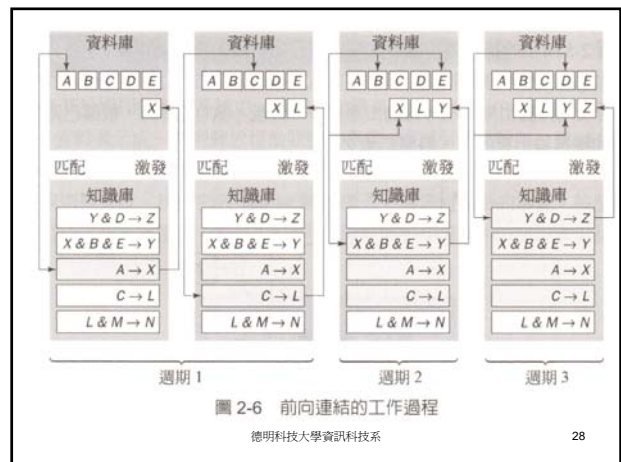 資料庫 資料庫 資料庫 資料庫
A B C D E A B C D E A B C D E A B C D E
X X L X L Y X L Y Z
匹配 激發 匹配 激發 匹配 激發 匹配 激發
知識庫 知識庫 知識庫 知識庫
Y & D → Z Y & D → Z Y & D → Z Y & D → Z
X & B & E → Y X & B & E → Y X & B & E → Y X & B & E → Y
A → X A → X A → X A → X
C → L C → L C → L C → L
L & M → N L & M → N L & M → N L & M → N
週期 1 週期 2 週期 3
圖 2-6 前向連結的工作過程
德明科技大學資訊科技系 28